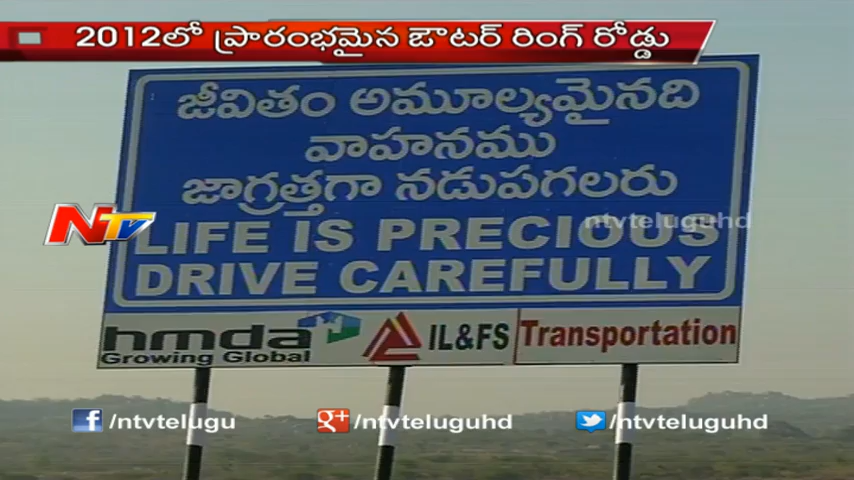 2012లో ప్రారంభమైన ఔటర్ రింగ్ రోడ్డు
జీవితం అమూల్యమైనది
వాహనము
జాగ్రత్తగా నడుపగలరు
NTV
ntvteluguhd
LIFE IS PRECIOUS
DRIVE CAREFULLY
hmda
Growing Global
IL&FS
Transportation
/ntvtelugu
/ntvteluguhd
/ntvteluguhd